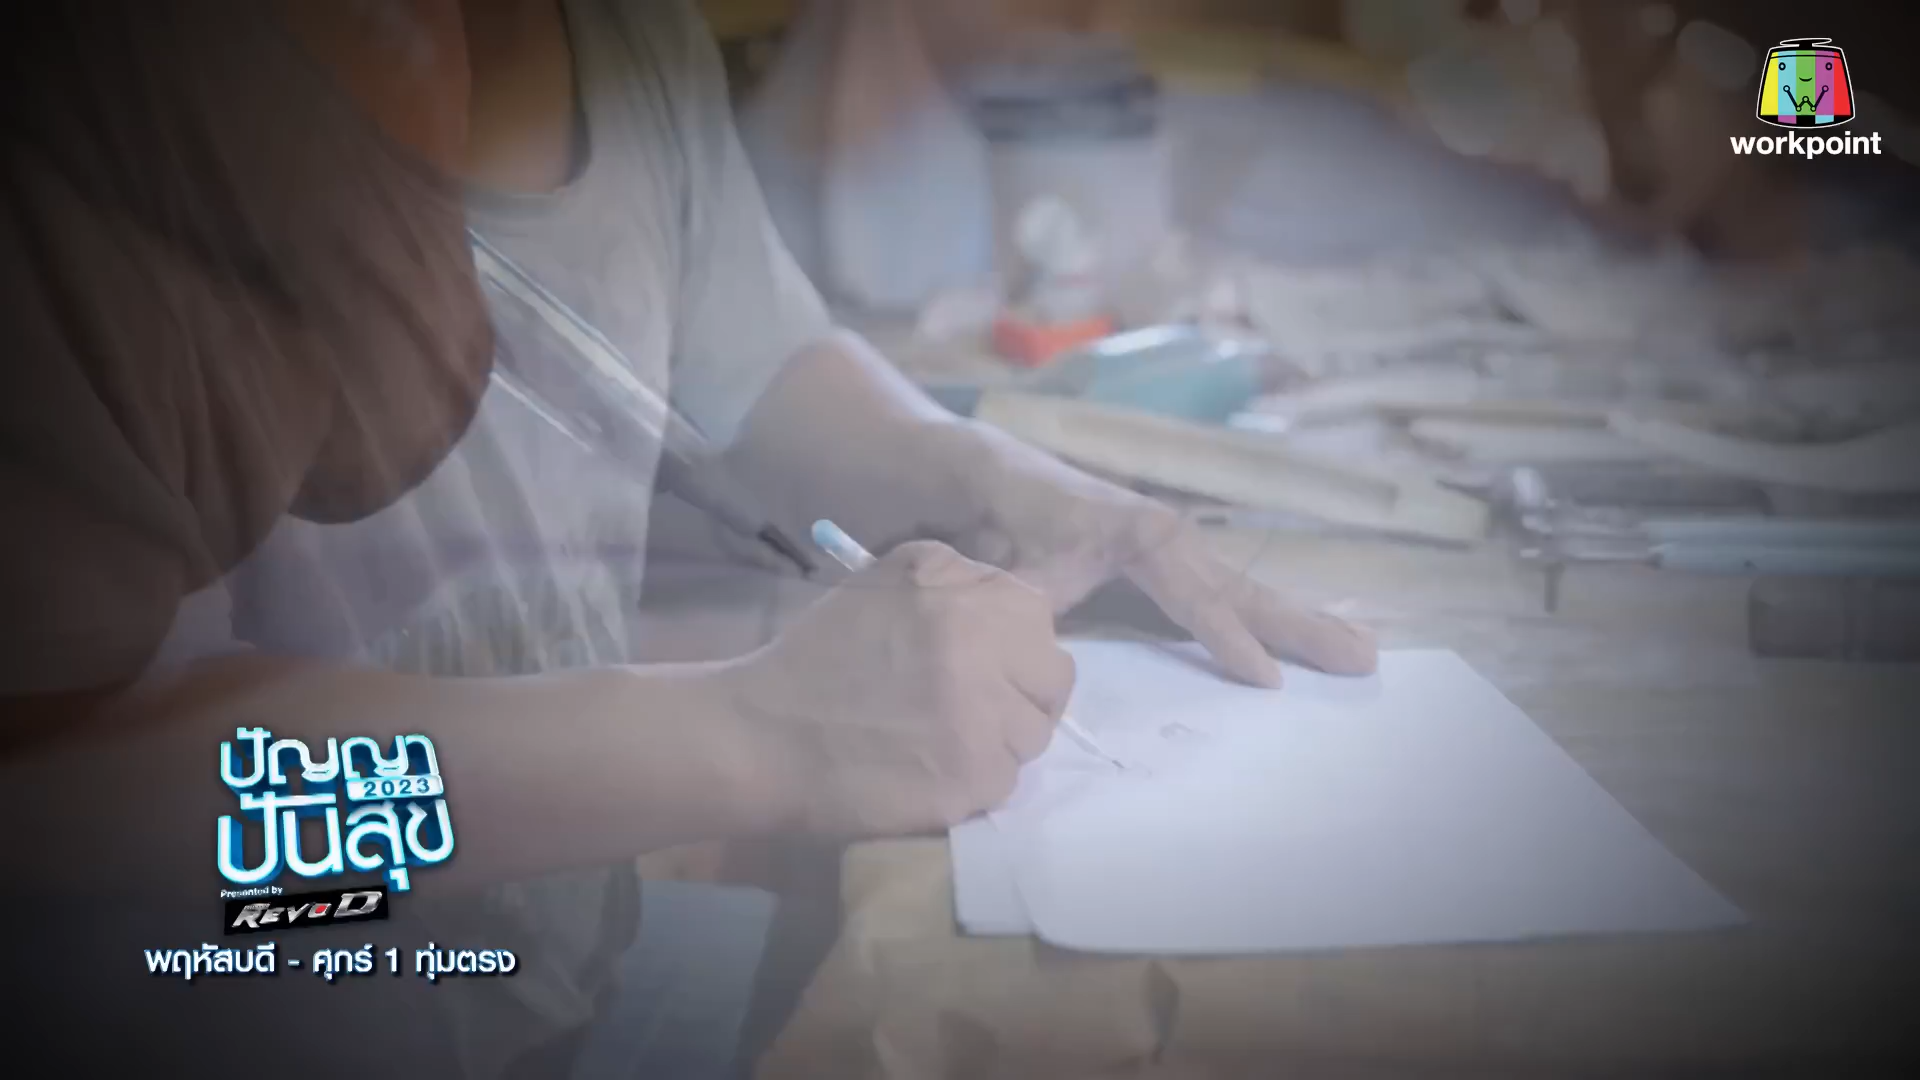 workpoint
ปัญญา
2023
ปันสุข
Presented by
REVO D
พฤหัสบดี - ศุกร์ 1 ทุ่มตรง